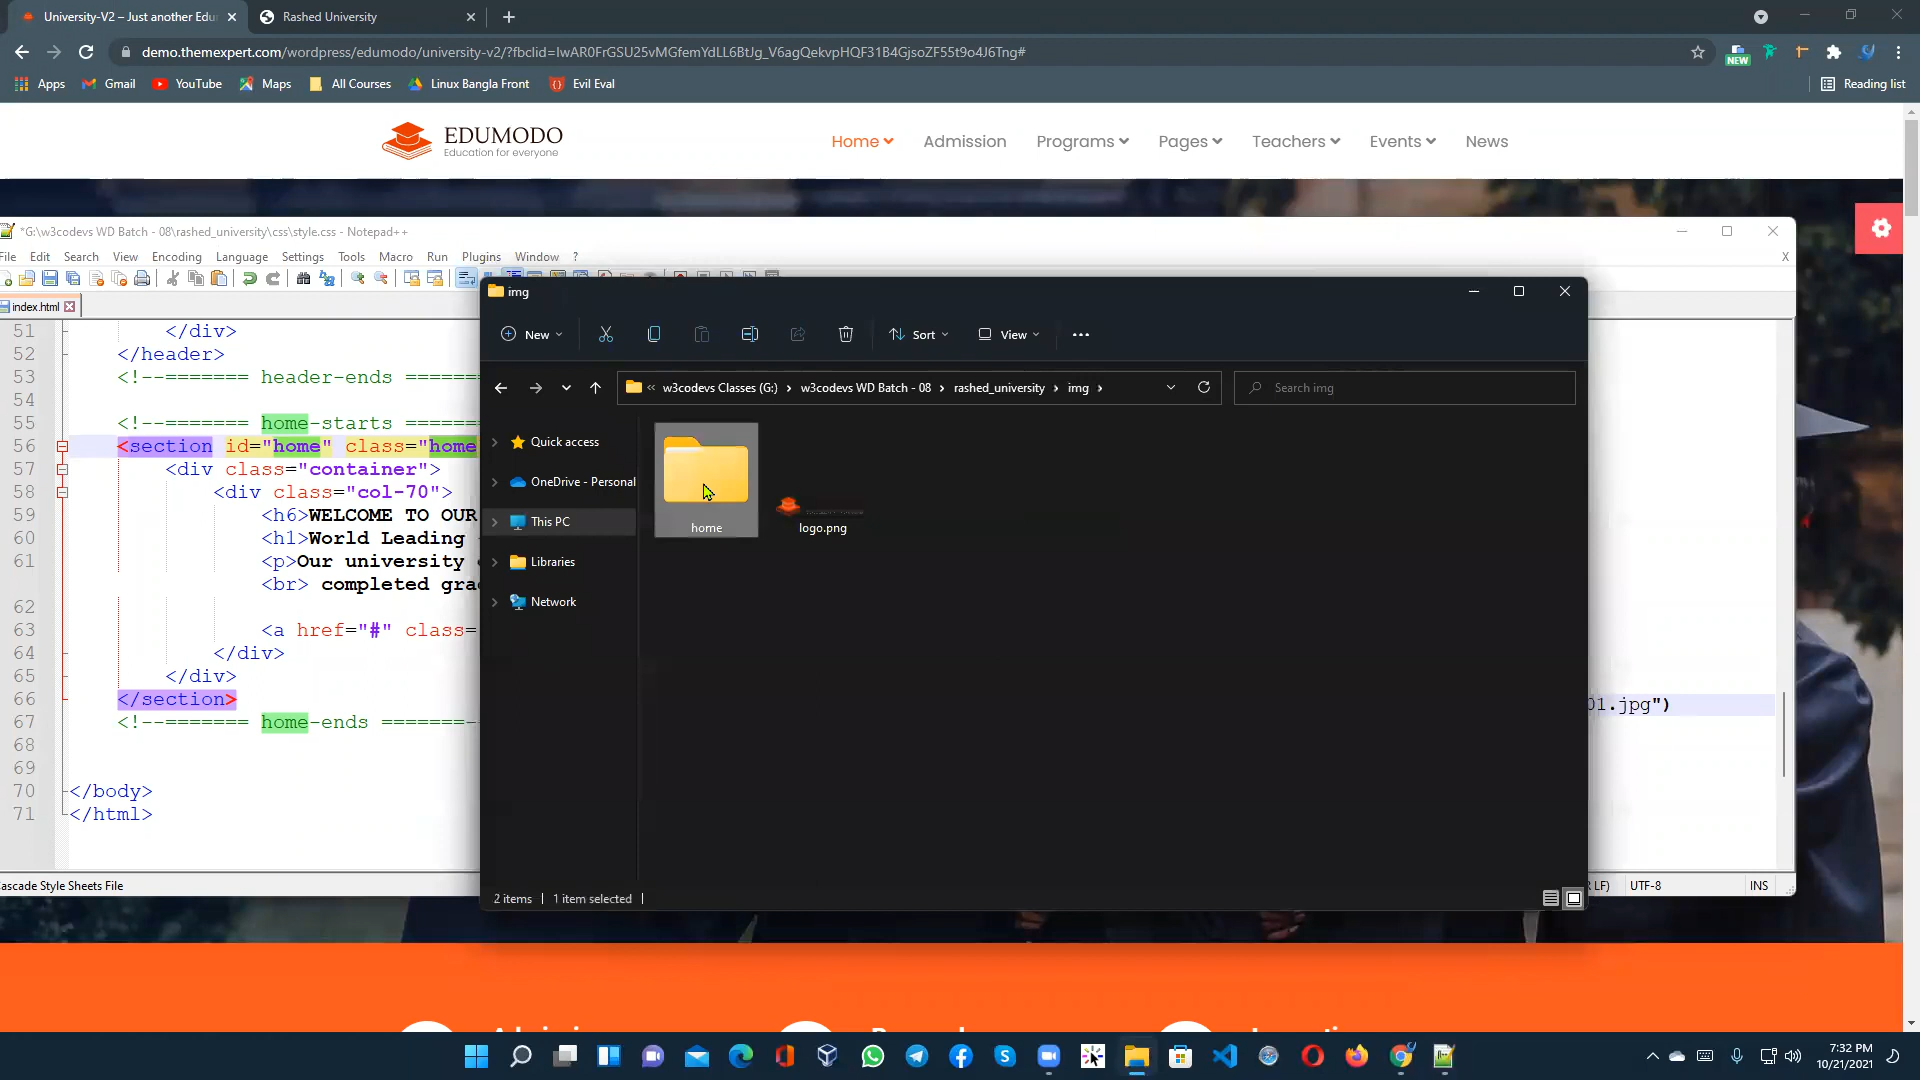 University-V2 – Just another Edu
Rashed University
demo.themexpert.com/wordpress/edumodo/university-v2/?fbclid=IwAR0FrGSU25vMGfemYdLL6BtJg_V6agQekvpHQF31B4GjsoZF55t9o4J6Tng#
NEW
Apps
Gmail
YouTube
Maps
All Courses
Linux Bangla Front
Evil Eval
Reading list
EDUMODO
Education for everyone
Home
Admission
Programs
Pages
Teachers
Events
News
*G:\w3codevs WD Batch - 08\rashed_university\css\style.css - Notepad++
File Edit Search View Encoding Language Settings Tools Macro Run Plugins Window ?
X
index.html
51 </div>
52 </header>
53 <!--======= header-ends =======
54
55 <!--======= home-starts =======
56 <section id="home" class="home
57 <div class="container">
58 <div class="col-70">
59 <h6>WELCOME TO OUR
60 <h1>World Leading
61 <p>Our university
<br> completed gra
62
63 <a href="#" class=
64 </div>
65 </div>
66 </section>
67 <!--======= home-ends =======--
68
69
70 </body>
71 </html>
01.jpg")
Cascade Style Sheets File
LF)
UTF-8
INS
img
New
Sort
View
w3codevs Classes (G:) › w3codevs WD Batch - 08 › rashed_university › img ›
Search img
Quick access
OneDrive - Personal
This PC
Libraries
Network
home
logo.png
2 items
1 item selected
7:32 PM
10/21/2021